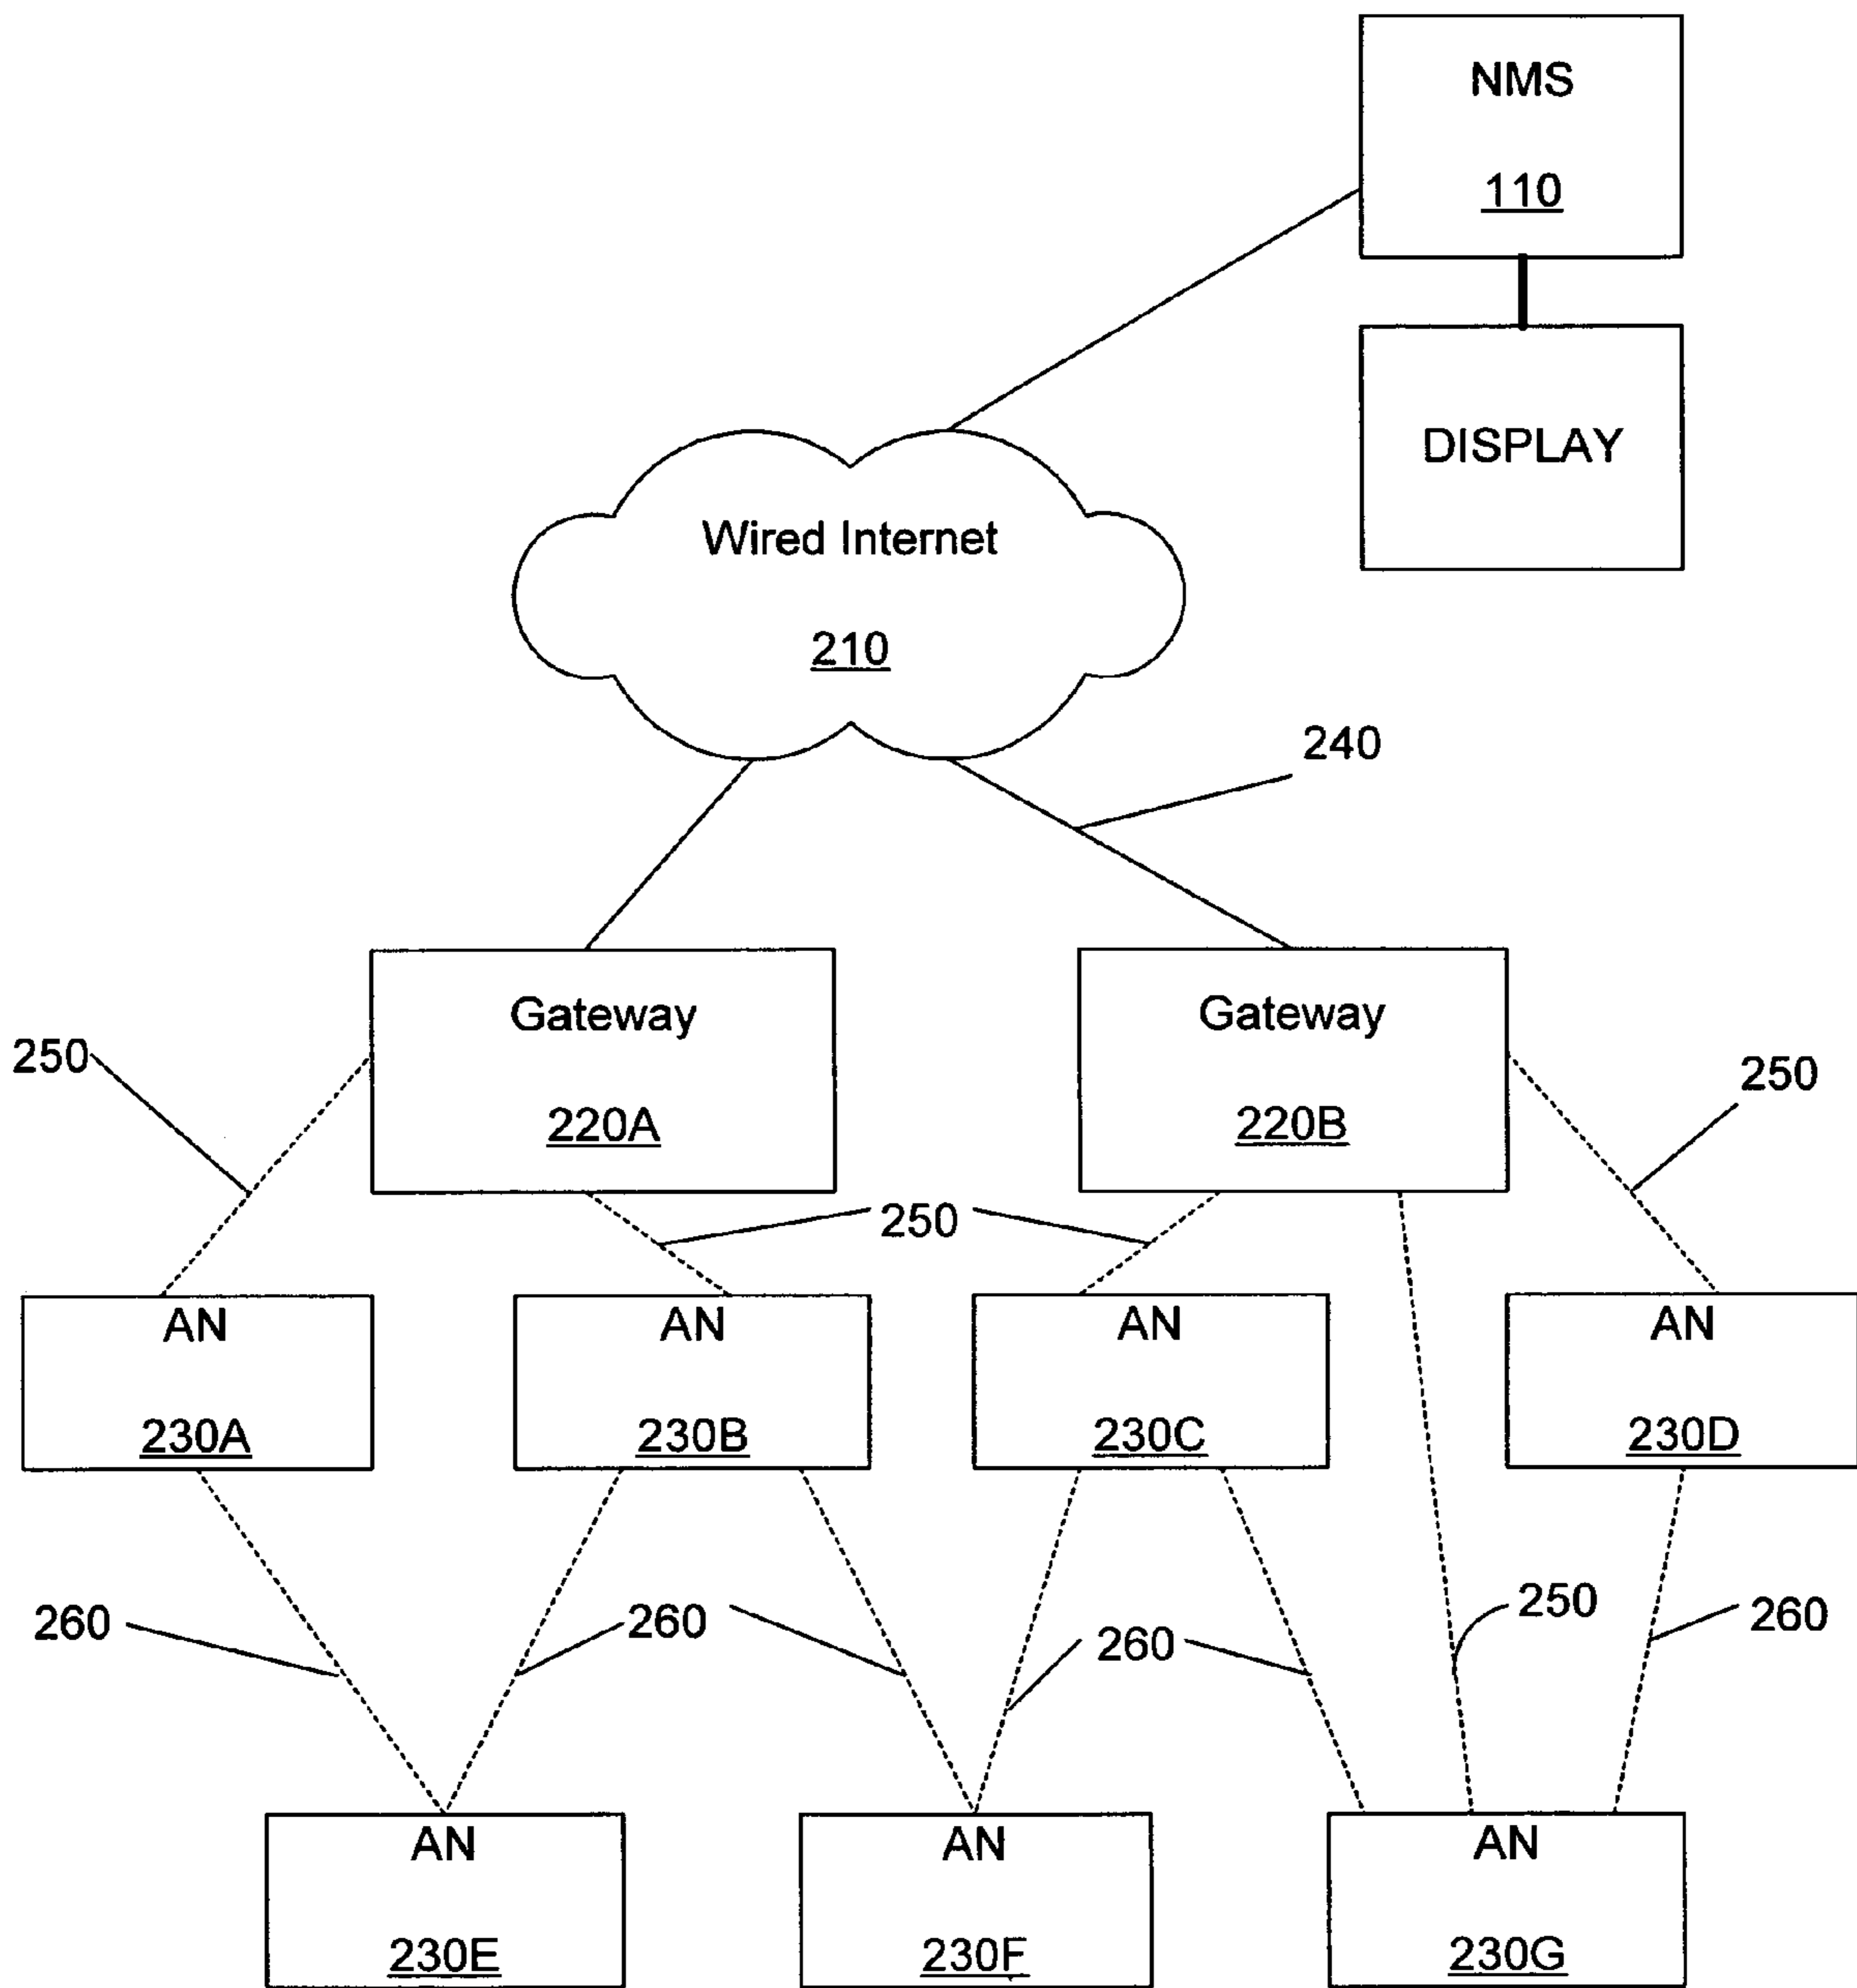 NMS
110
DISPLAY
Wired Internet
210
240
Gateway
220A
Gateway
220B
250
250
250
AN
230A
AN
230B
AN
230C
AN
230D
260
260
260
250
260
AN
230E
AN
230F
AN
230G